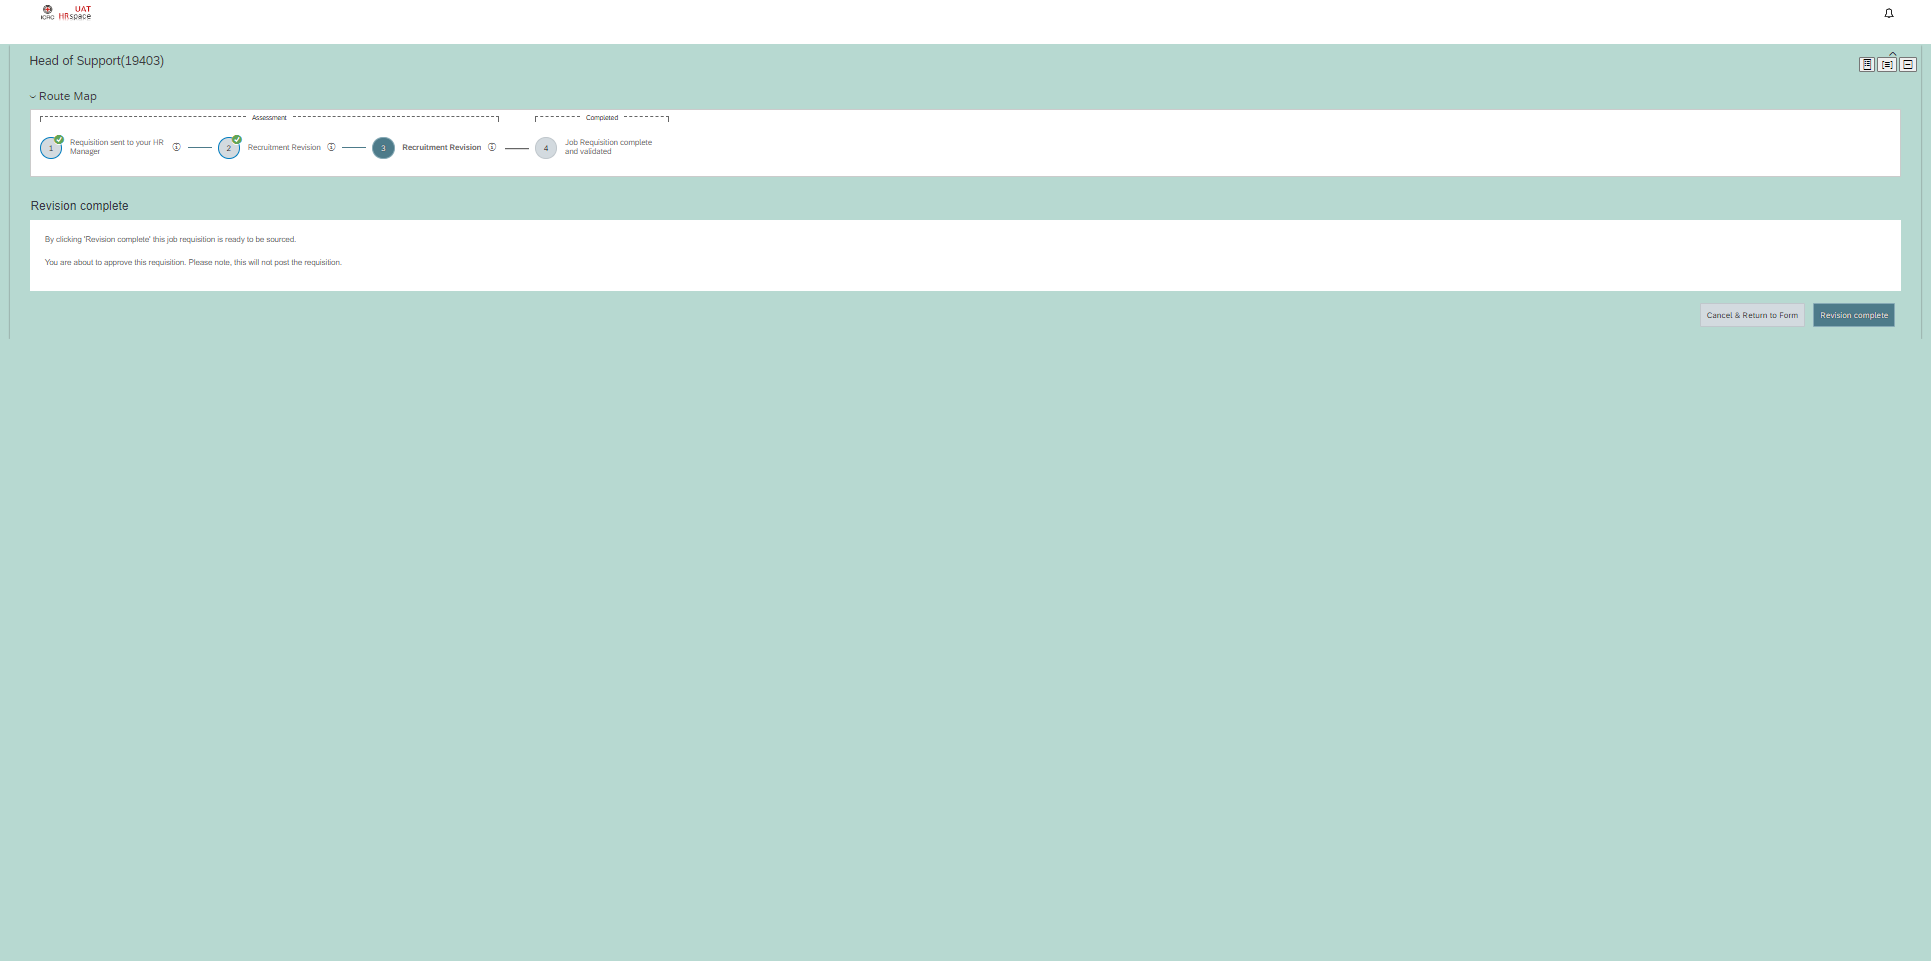 ICRC
UAT
HRspace
Head of Support(19403)
Route Map
Assessment
Completed
1
Requisition sent to your HR
Manager
2
Recruitment Revision
3
Recruitment Revision
4
Job Requisition complete
and validated
Revision complete
By clicking 'Revision complete' this job requisition is ready to be sourced.
You are about to approve this requisition. Please note, this will not post the requisition.
Cancel & Return to Form
Revision complete